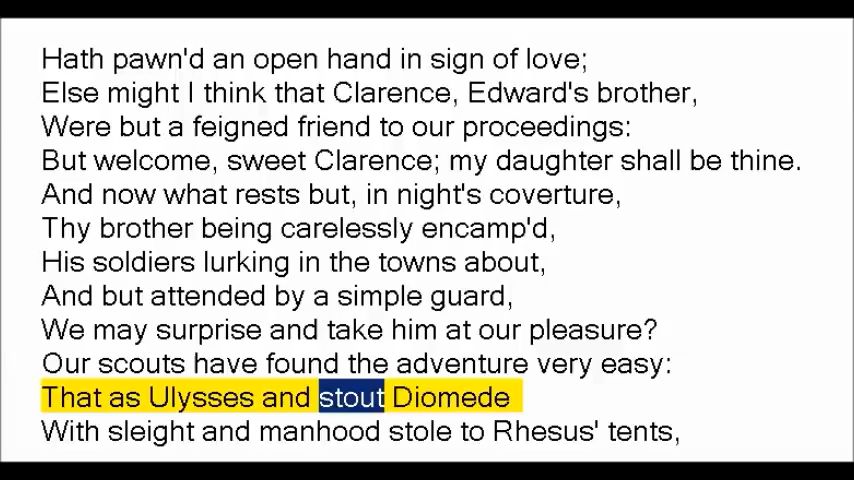 Hath pawn'd an open hand in sign of love;
Else might I think that Clarence, Edward's brother,
Were but a feigned friend to our proceedings:
But welcome, sweet Clarence; my daughter shall be thine.
And now what rests but, in night's coverture,
Thy brother being carelessly encamp'd,
His soldiers lurking in the towns about,
And but attended by a simple guard,
We may surprise and take him at our pleasure?
Our scouts have found the adventure very easy:
That as Ulysses and stout Diomede
With sleight and manhood stole to Rhesus' tents,